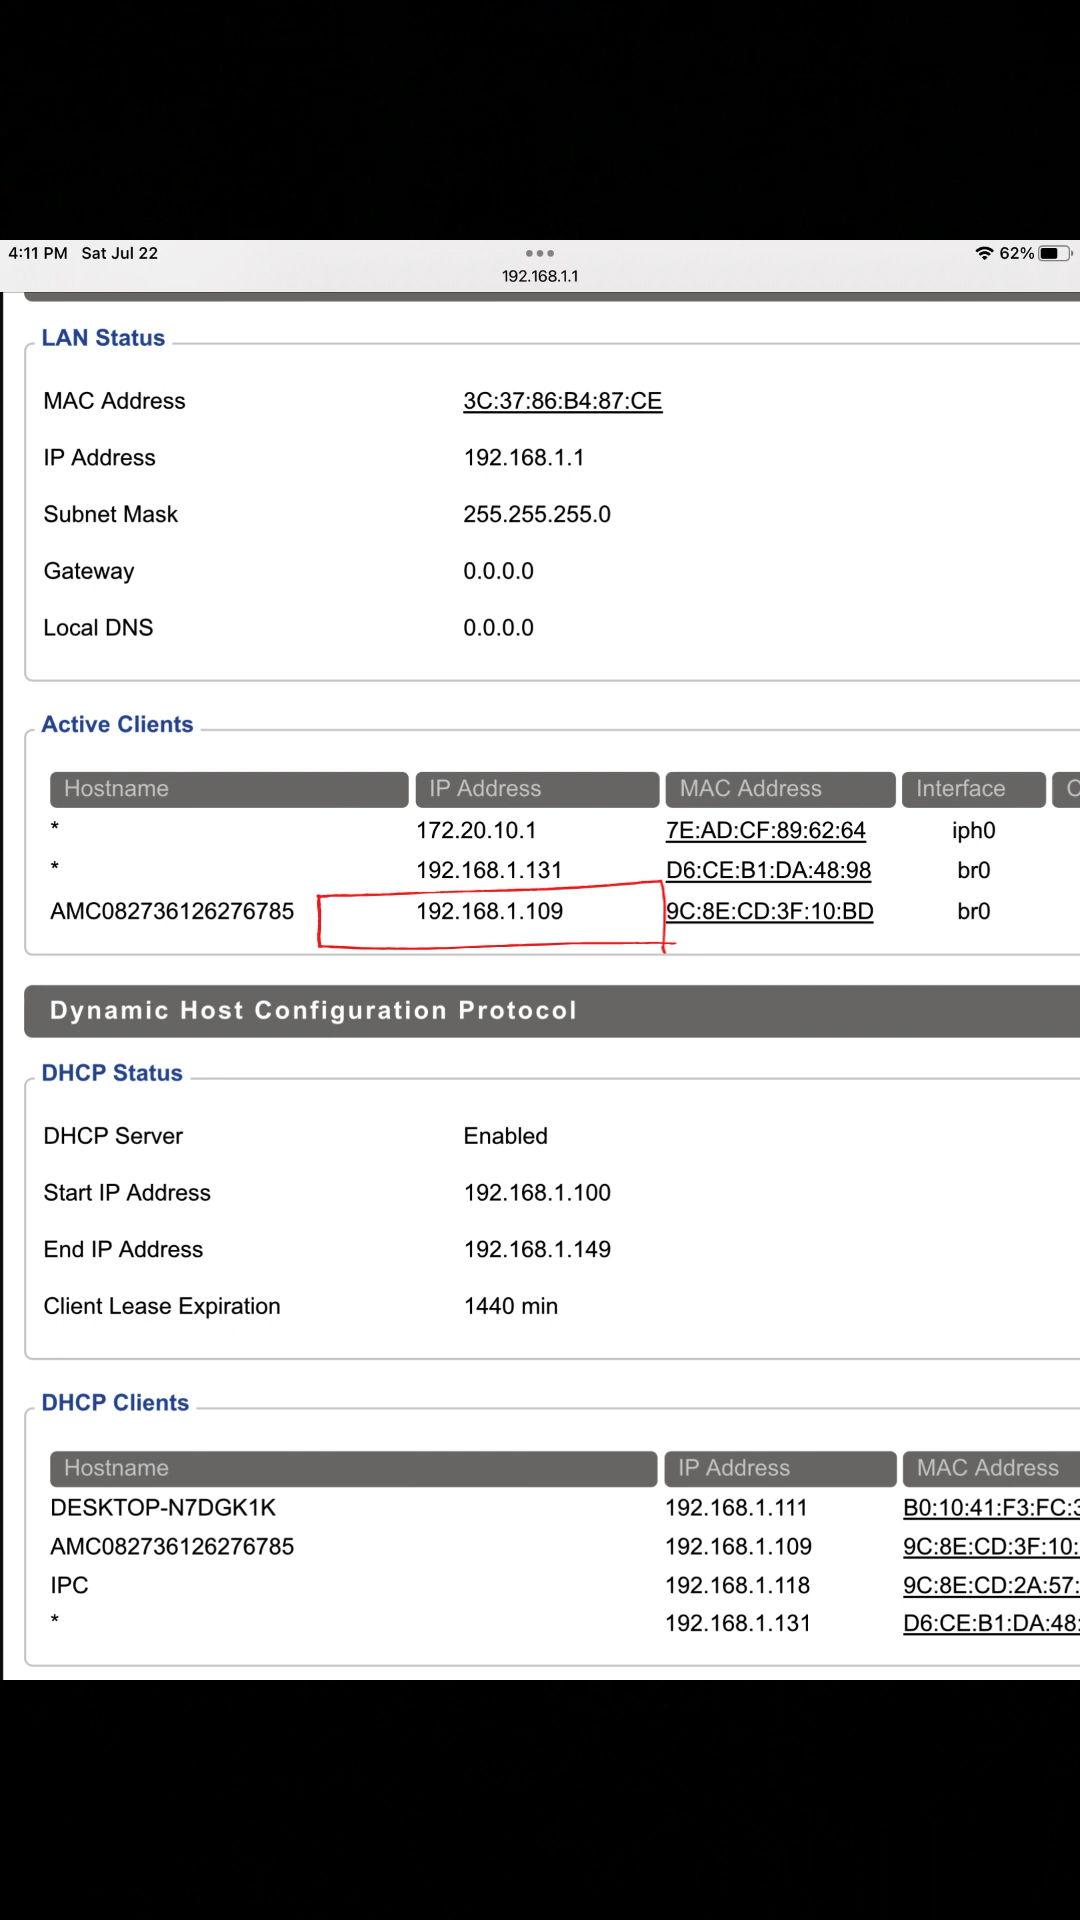 4:11 PM Sat Jul 22 62%
192.168.1.1
LAN Status
MAC Address 3C:37:86:B4:87:CE
IP Address 192.168.1.1
Subnet Mask 255.255.255.0
Gateway 0.0.0.0
Local DNS 0.0.0.0
Active Clients
Hostname IP Address MAC Address Interface
* 172.20.10.1 7E:AD:CF:89:62:64 iph0
* 192.168.1.131 D6:CE:B1:DA:48:98 br0
AMC082736126276785 192.168.1.109 9C:8E:CD:3F:10:BD br0
Dynamic Host Configuration Protocol
DHCP Status
DHCP Server Enabled
Start IP Address 192.168.1.100
End IP Address 192.168.1.149
Client Lease Expiration 1440 min
DHCP Clients
Hostname IP Address MAC Address
DESKTOP-N7DGK1K 192.168.1.111 B0:10:41:F3:FC:
AMC082736126276785 192.168.1.109 9C:8E:CD:3F:10:
IPC 192.168.1.118 9C:8E:CD:2A:57:
* 192.168.1.131 D6:CE:B1:DA:48: